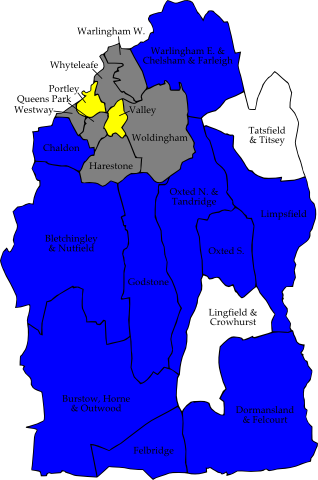 Warlingham W.
Warlingham E. &
Chelsham & Farleigh
Whyteleafe
Portley
Queens Park
Westway
Valley
Tatsfield
& Titsey
Woldingham
Chaldon
Harestone
Oxted N. &
Tandridge
Limpsfield
Bletchingley
& Nutfield
Oxted S.
Godstone
Lingfield &
Crowhurst
Burstow, Horne
& Outwood
Dormansland
& Felcourt
Felbridge